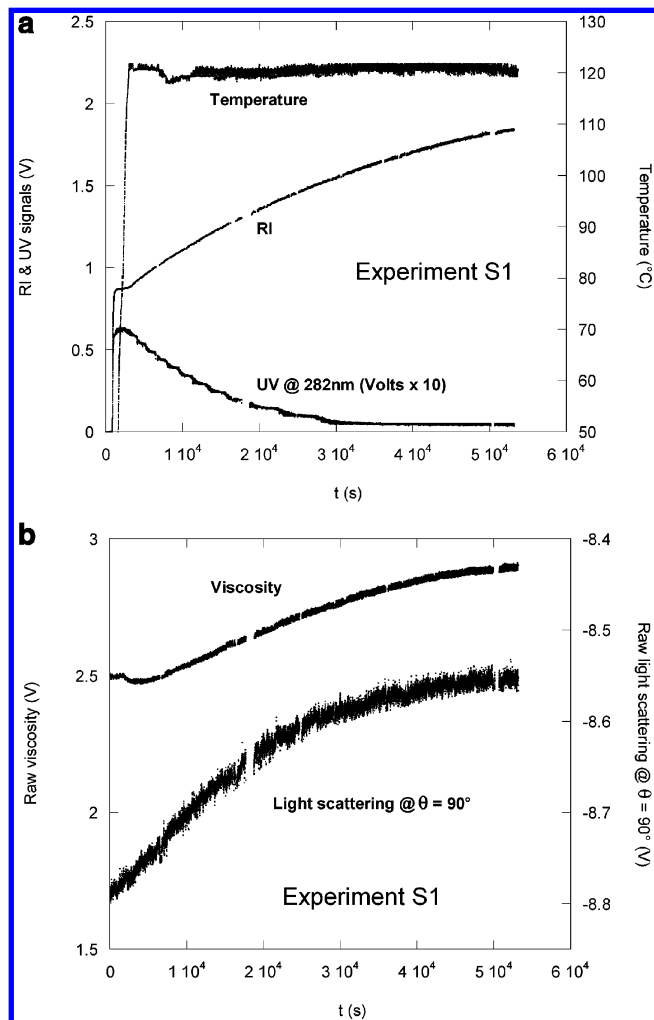 a
2.5
2
1.5
1
0.5
0
130
120
110
100
90
80
70
60
50
RI & UV signals (V)
Temperature (°C)
Temperature
RI
Experiment S1
UV @ 282nm (Volts x 10)
0
1 10⁴
2 10⁴
3 10⁴
4 10⁴
5 10⁴
6 10⁴
t (s)
b
3
2.5
2
1.5
-8.4
-8.5
-8.6
-8.7
-8.8
Raw viscosity (V)
Raw light scattering @ θ = 90° (V)
Viscosity
Light scattering @ θ = 90°
Experiment S1
0
1 10⁴
2 10⁴
3 10⁴
4 10⁴
5 10⁴
6 10⁴
t (s)